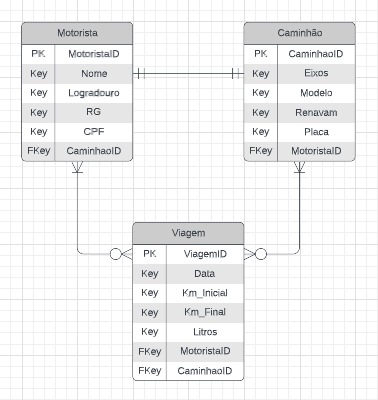 Motorista
PK MotoristaID
Key Nome
Key Logradouro
Key RG
Key CPF
FKey CaminhaoID
Caminhão
PK CaminhaoID
Key Eixos
Key Modelo
Key Renavam
Key Placa
FKey MotoristaID
Viagem
PK ViagemID
Key Data
Key Km_Inicial
Key Km_Final
Key Litros
FKey MotoristaID
FKey CaminhaoID